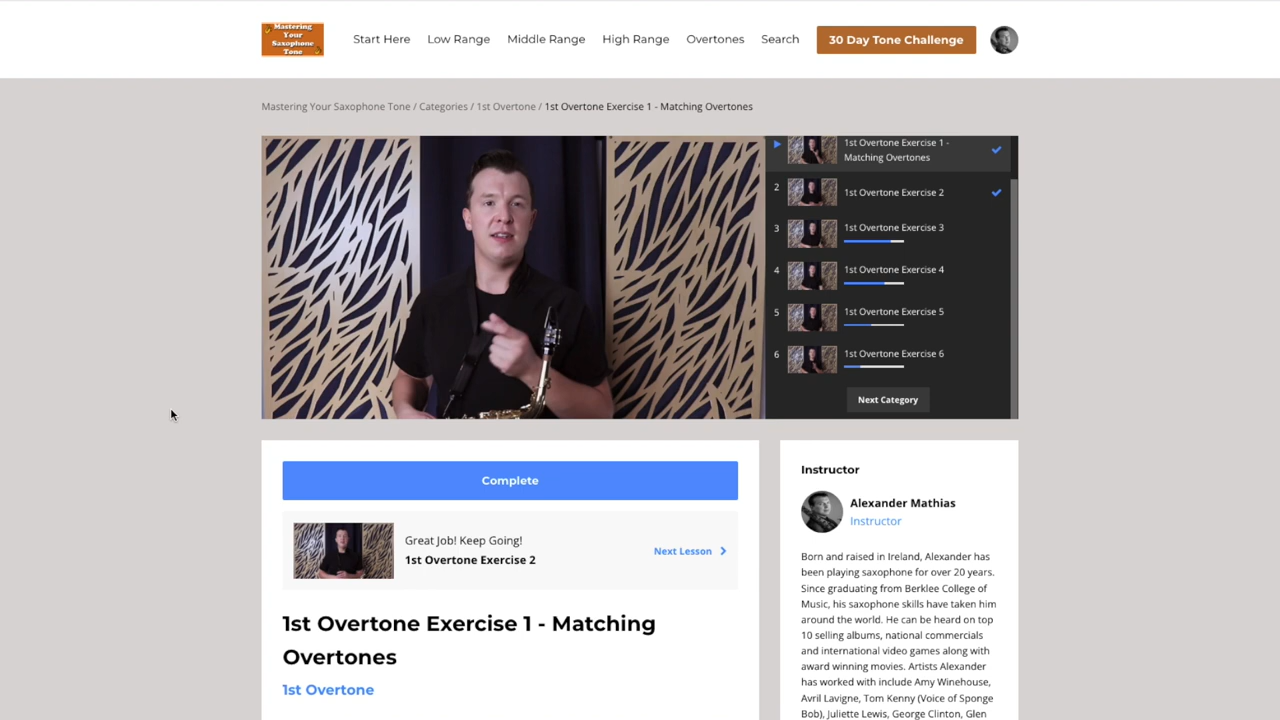 Mastering
Your
Saxophone
Tone
Start Here
Low Range
Middle Range
High Range
Overtones
Search
30 Day Tone Challenge
Mastering Your Saxophone Tone / Categories / 1st Overtone / 1st Overtone Exercise 1 - Matching Overtones
1st Overtone Exercise 1 -
Matching Overtones
2
1st Overtone Exercise 2
3
1st Overtone Exercise 3
4
1st Overtone Exercise 4
5
1st Overtone Exercise 5
6
1st Overtone Exercise 6
Next Category
Complete
Great Job! Keep Going!
1st Overtone Exercise 2
Next Lesson
1st Overtone Exercise 1 - Matching
Overtones
1st Overtone
Instructor
Alexander Mathias
Instructor
Born and raised in Ireland, Alexander has
been playing saxophone for over 20 years.
Since graduating from Berklee College of
Music, his saxophone skills have taken him
around the world. He can be heard on top
10 selling albums, national commercials
and international video games along with
award winning movies. Artists Alexander
has worked with include Amy Winehouse,
Avril Lavigne, Tom Kenny (Voice of Sponge
Bob), Juliette Lewis, George Clinton, Glen